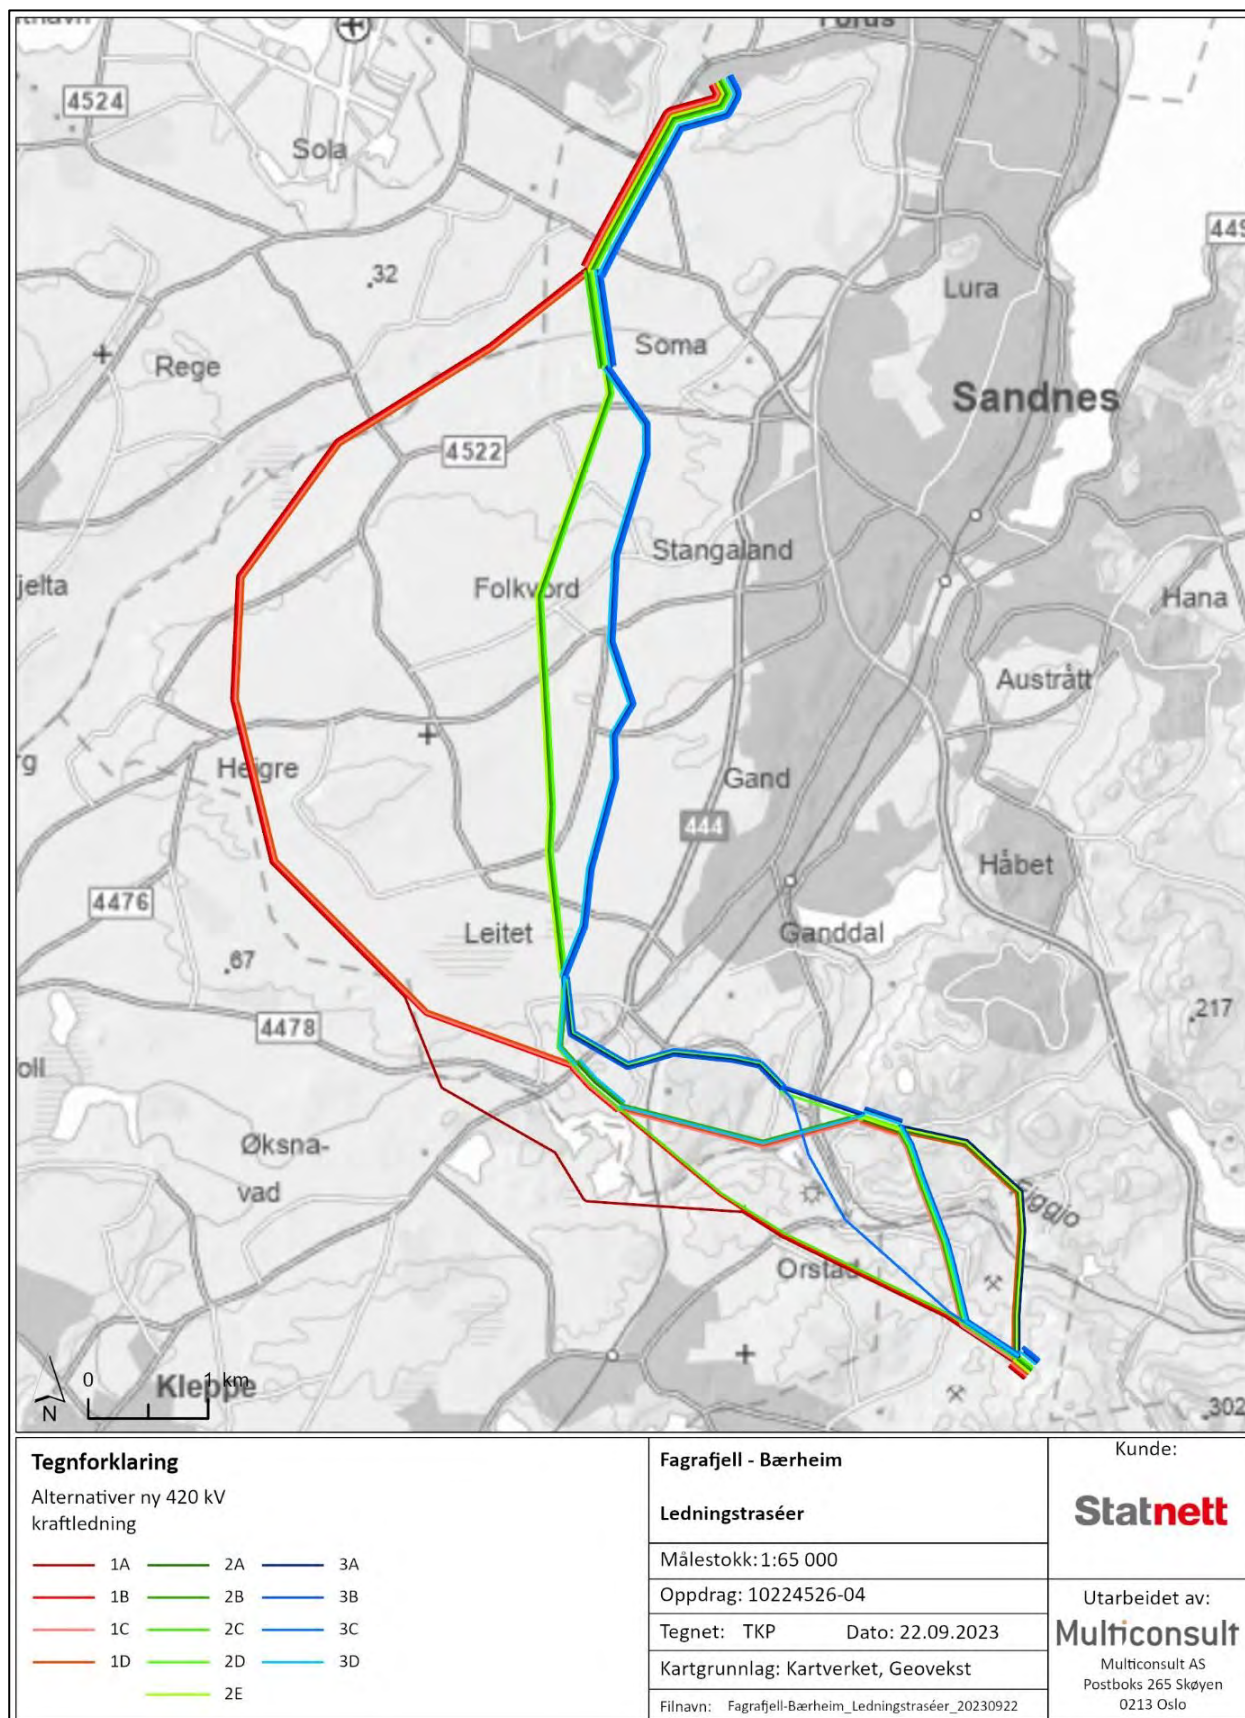 Forus
4524
Sola
449
32
Lura
Soma
Rege
Sandnes
4522
Stangaland
jelta
Folkvord
Hana
Austrått
rg
Heigre
Gand
444
Håbet
4476
Leitet
Ganddal
67
217
4478
oll
Øksna-
vad
Figgjo
Orstad
0 1 km
Kleppe
N
302
Tegnforklaring
Alternativer ny 420 kV
kraftledning
1A 2A 3A
1B 2B 3B
1C 2C 3C
1D 2D 3D
2E
Fagrafjell - Bærheim
Ledningstraséer
Målestokk: 1:65 000
Oppdrag: 10224526-04
Tegnet: TKP Dato: 22.09.2023
Kartgrunnlag: Kartverket, Geovekst
Filnavn: Fagrafjell-Bærheim_Ledningstraséer_20230922
Kunde:
Statnett
Utarbeidet av:
Multiconsult
Multiconsult AS
Postboks 265 Skøyen
0213 Oslo